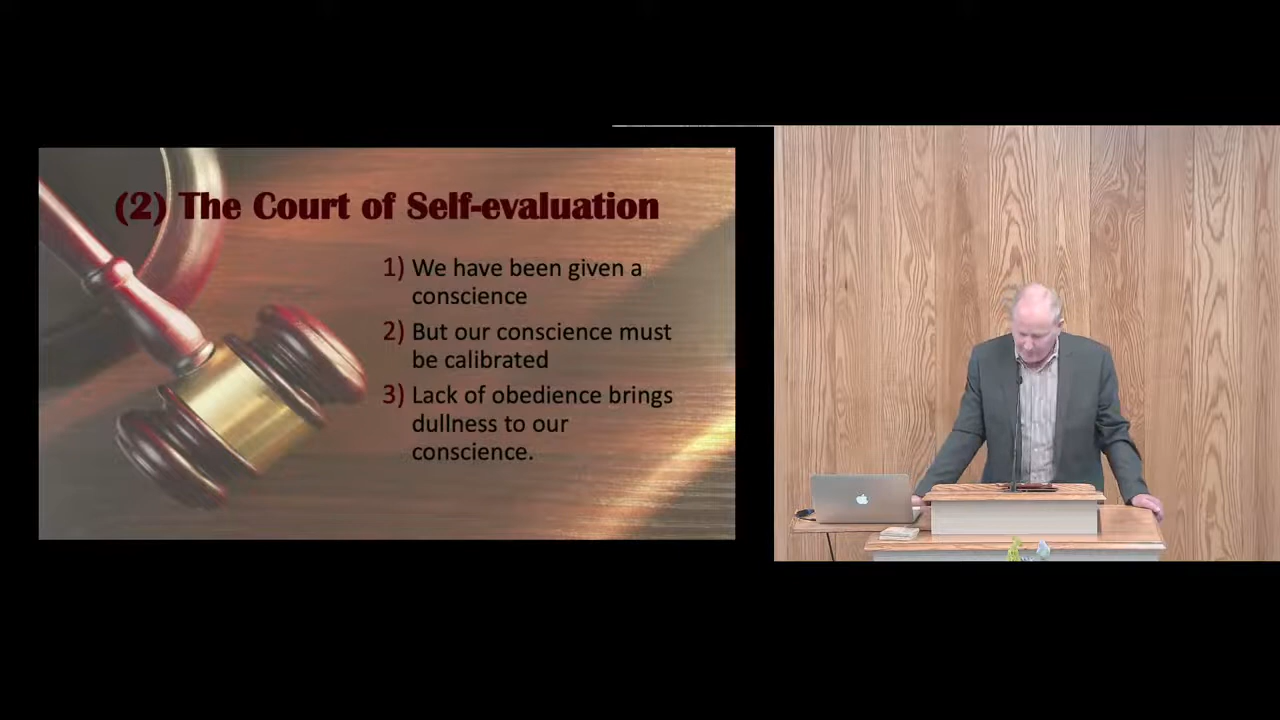 (2) The Court of Self-evaluation
1) We have been given a
conscience
2) But our conscience must
be calibrated
3) Lack of obedience brings
dullness to our
conscience.